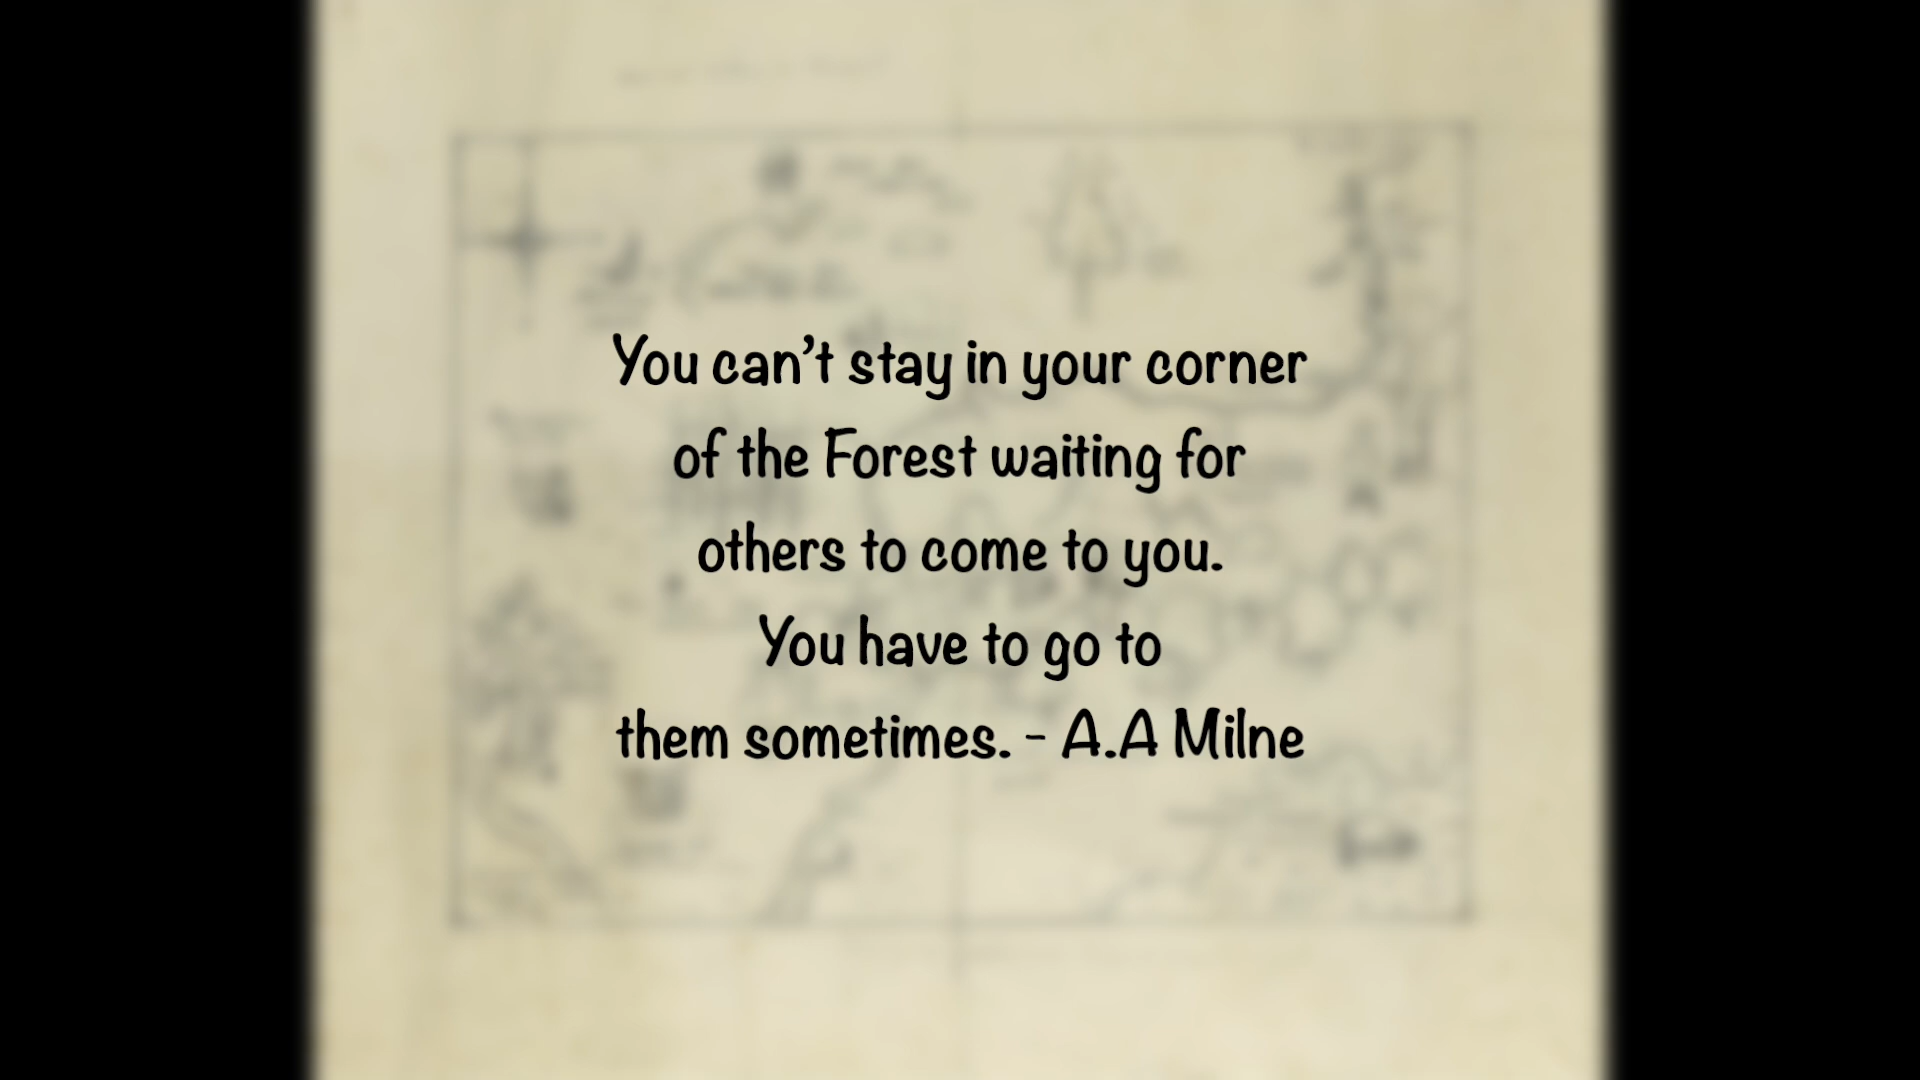 You can’t stay in your corner
of the Forest waiting for
others to come to you.
You have to go to
them sometimes. - A.A Milne